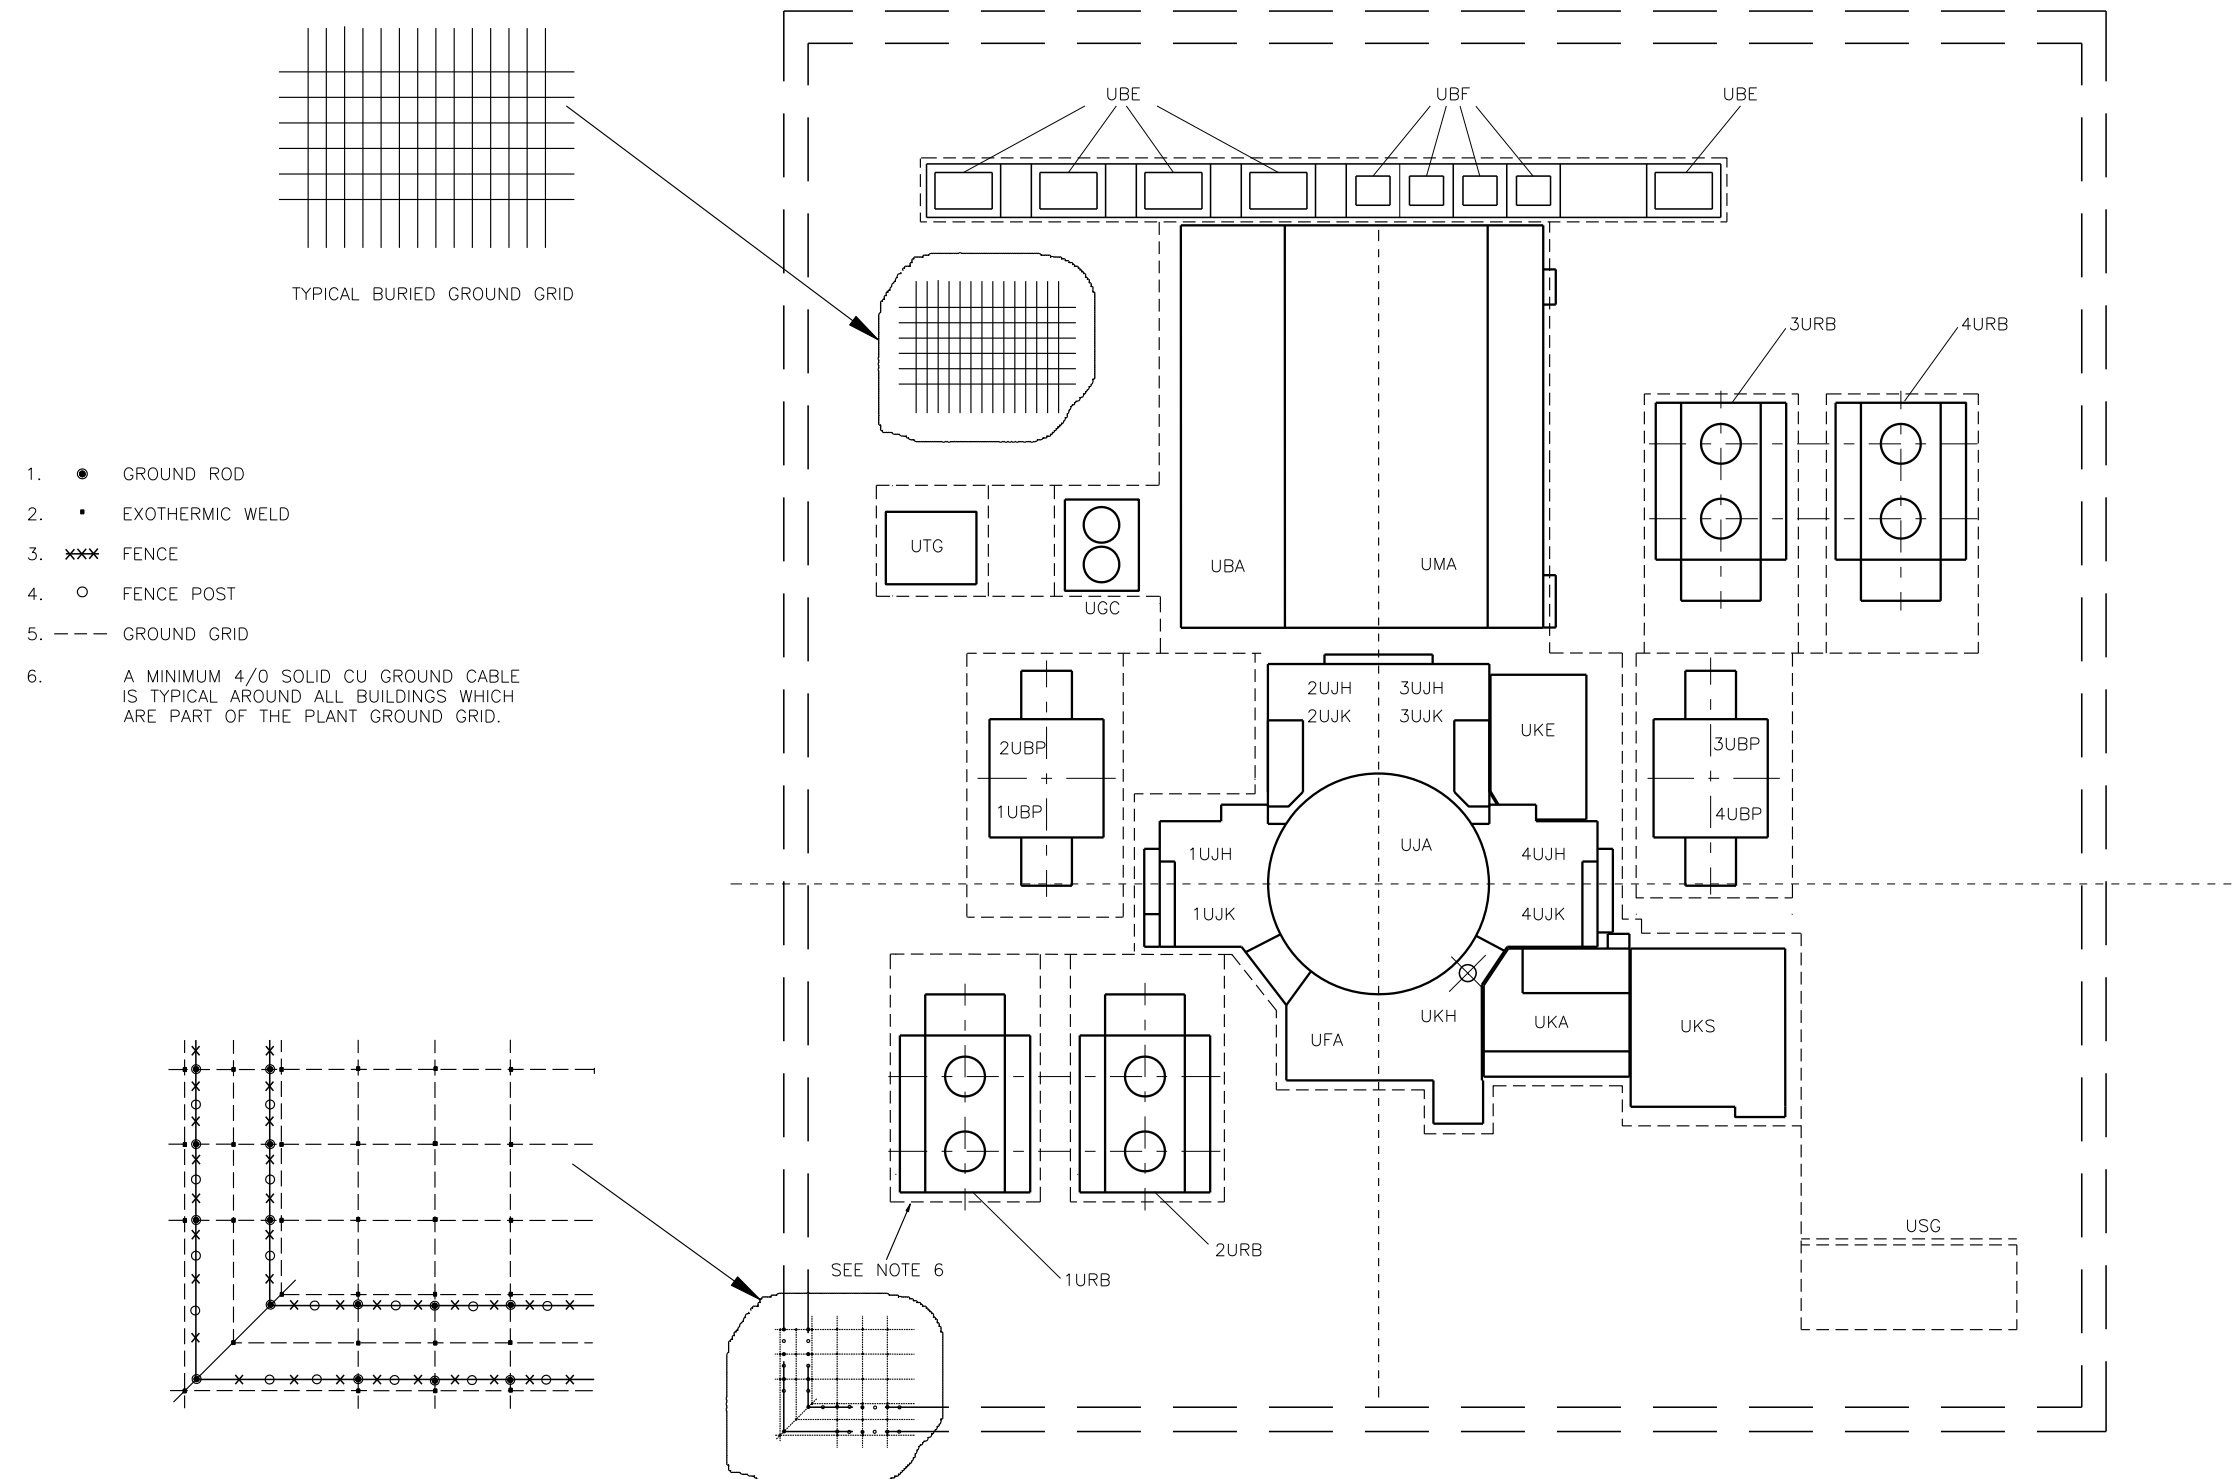 UBE
UBF
UBE
TYPICAL BURIED GROUND GRID
3URB
4URB
1. GROUND ROD
2. EXOTHERMIC WELD
3. FENCE
4. FENCE POST
5. GROUND GRID
6. A MINIMUM 4/0 SOLID CU GROUND CABLE
IS TYPICAL AROUND ALL BUILDINGS WHICH
ARE PART OF THE PLANT GROUND GRID.
UTG
UGC
UBA
UMA
2UJH
3UJH
2UJK
3UJK
UKE
2UBP
1UBP
3UBP
4UBP
UJA
1UJH
4UJH
1UJK
4UJK
UKH
UFA
UKA
UKS
USG
2URB
SEE NOTE 6
1URB